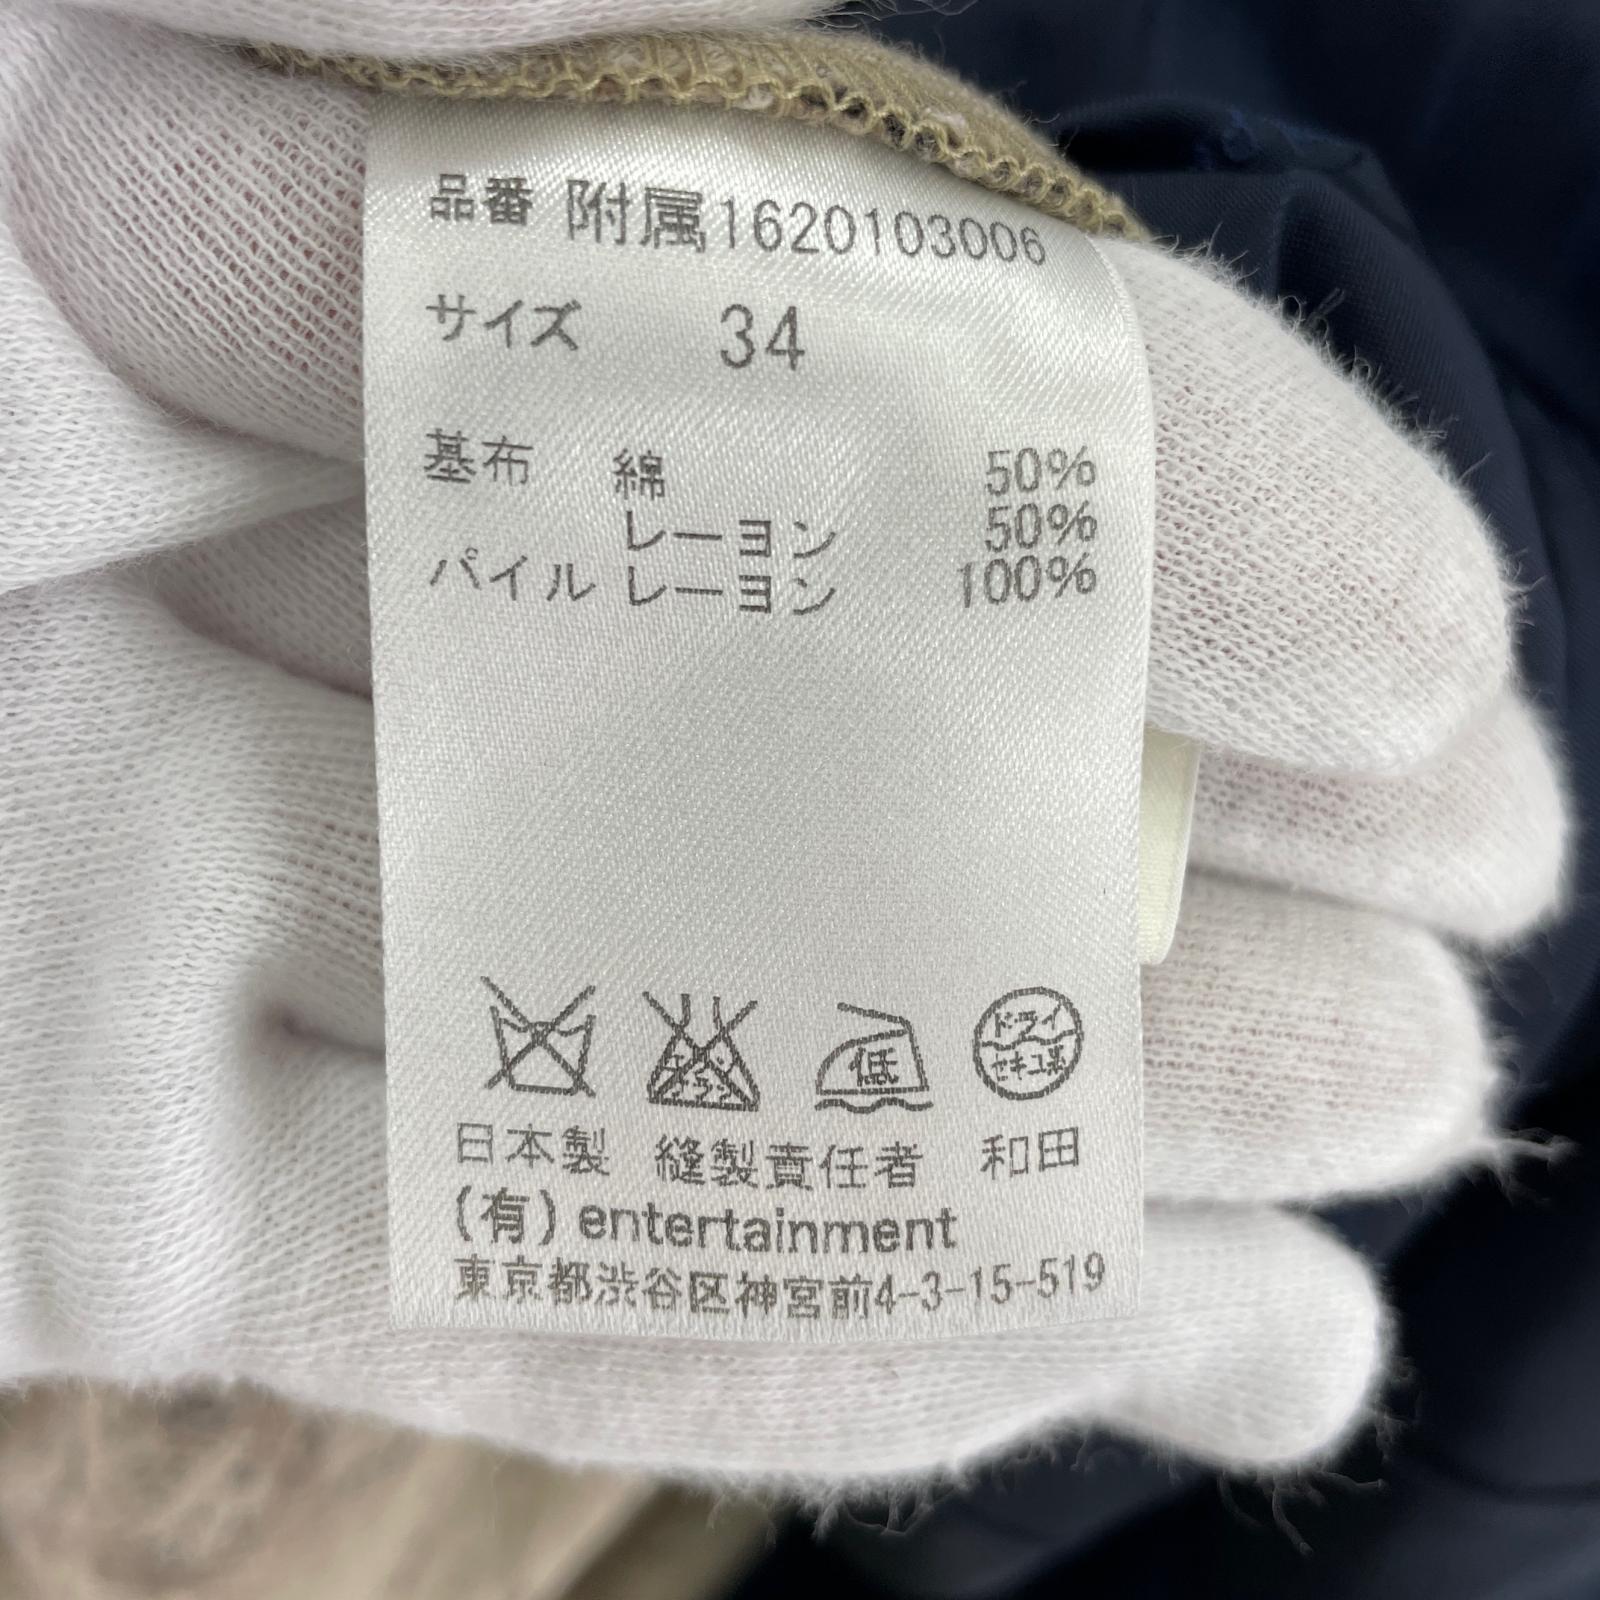 品番 附属1620103006
サイズ 34
基布 綿 50%
レーヨン 50%
パイル レーヨン 100%
低
ドライ
セキユ系
日本製 縫製責任者 和田
(有) entertainment
東京都渋谷区神宮前4-3-15-519